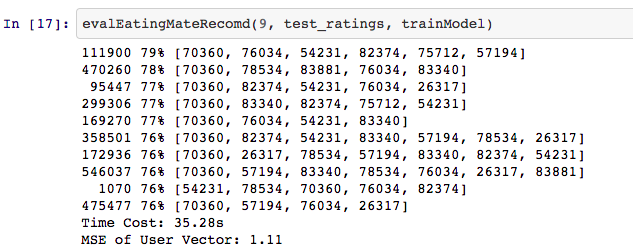 In [17]: evalEatingMateRecomd(9, test_ratings, trainModel)
111900 79% [70360, 76034, 54231, 82374, 75712, 57194]
470260 78% [70360, 78534, 83881, 76034, 83340]
95447 77% [70360, 82374, 54231, 76034, 26317]
299306 77% [70360, 83340, 82374, 75712, 54231]
169270 77% [70360, 76034, 54231, 83340]
358501 76% [70360, 82374, 54231, 83340, 57194, 78534, 26317]
172936 76% [70360, 26317, 78534, 57194, 83340, 82374, 54231]
546037 76% [70360, 57194, 83340, 78534, 76034, 26317, 83881]
1070 76% [54231, 78534, 70360, 76034, 82374]
475477 76% [70360, 57194, 76034, 26317]
Time Cost: 35.28s
MSE of User Vector: 1.11